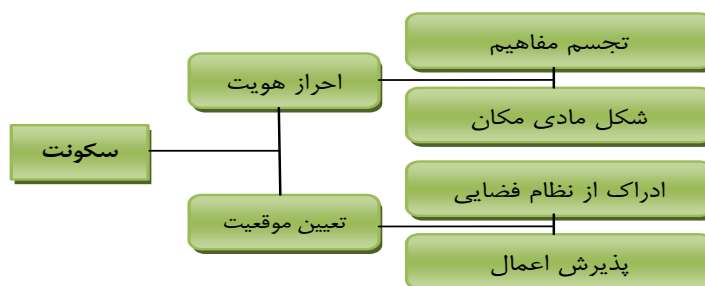 تجسم مفاهیم
احراز هویت
شکل مادی مکان
سکونت
ادراک از نظام فضایی
تعیین موقعیت
پذیرش اعمال